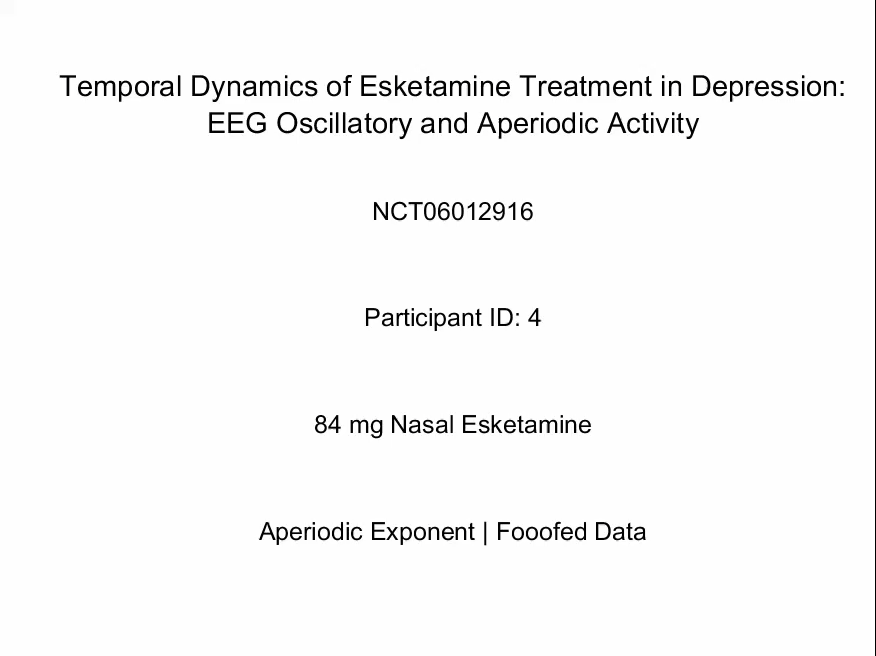 Temporal Dynamics of Esketamine Treatment in Depression:
EEG Oscillatory and Aperiodic Activity
NCT06012916
Participant ID: 4
84 mg Nasal Esketamine
Aperiodic Exponent | Fooofed Data